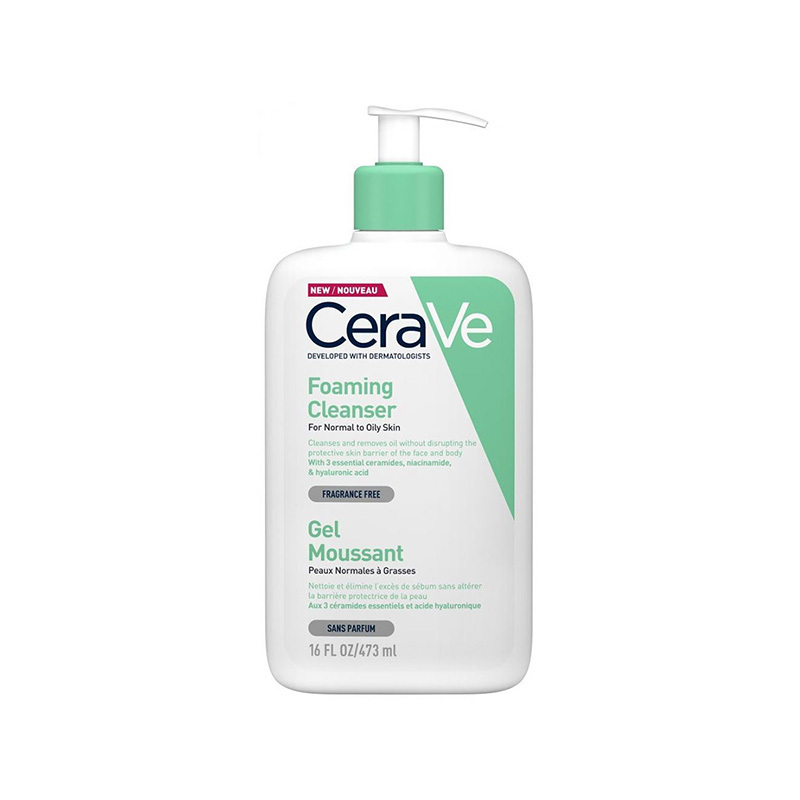 NEW / NOUVEAU
CeraVe
DEVELOPED WITH DERMATOLOGISTS
Foaming
Cleanser
For Normal to Oily Skin
Cleanses and removes oil without disrupting the
protective skin barrier of the face and body
With 3 essential ceramides, niacinamide,
& hyaluronic acid
FRAGRANCE FREE
Gel
Moussant
Peaux Normales à Grasses
Nettoie et élimine l'excès de sébum sans altérer
la barrière protectrice de la peau
Aux 3 céramides essentiels et acide hyaluronique
SANS PARFUM
16 FL OZ/473 ml